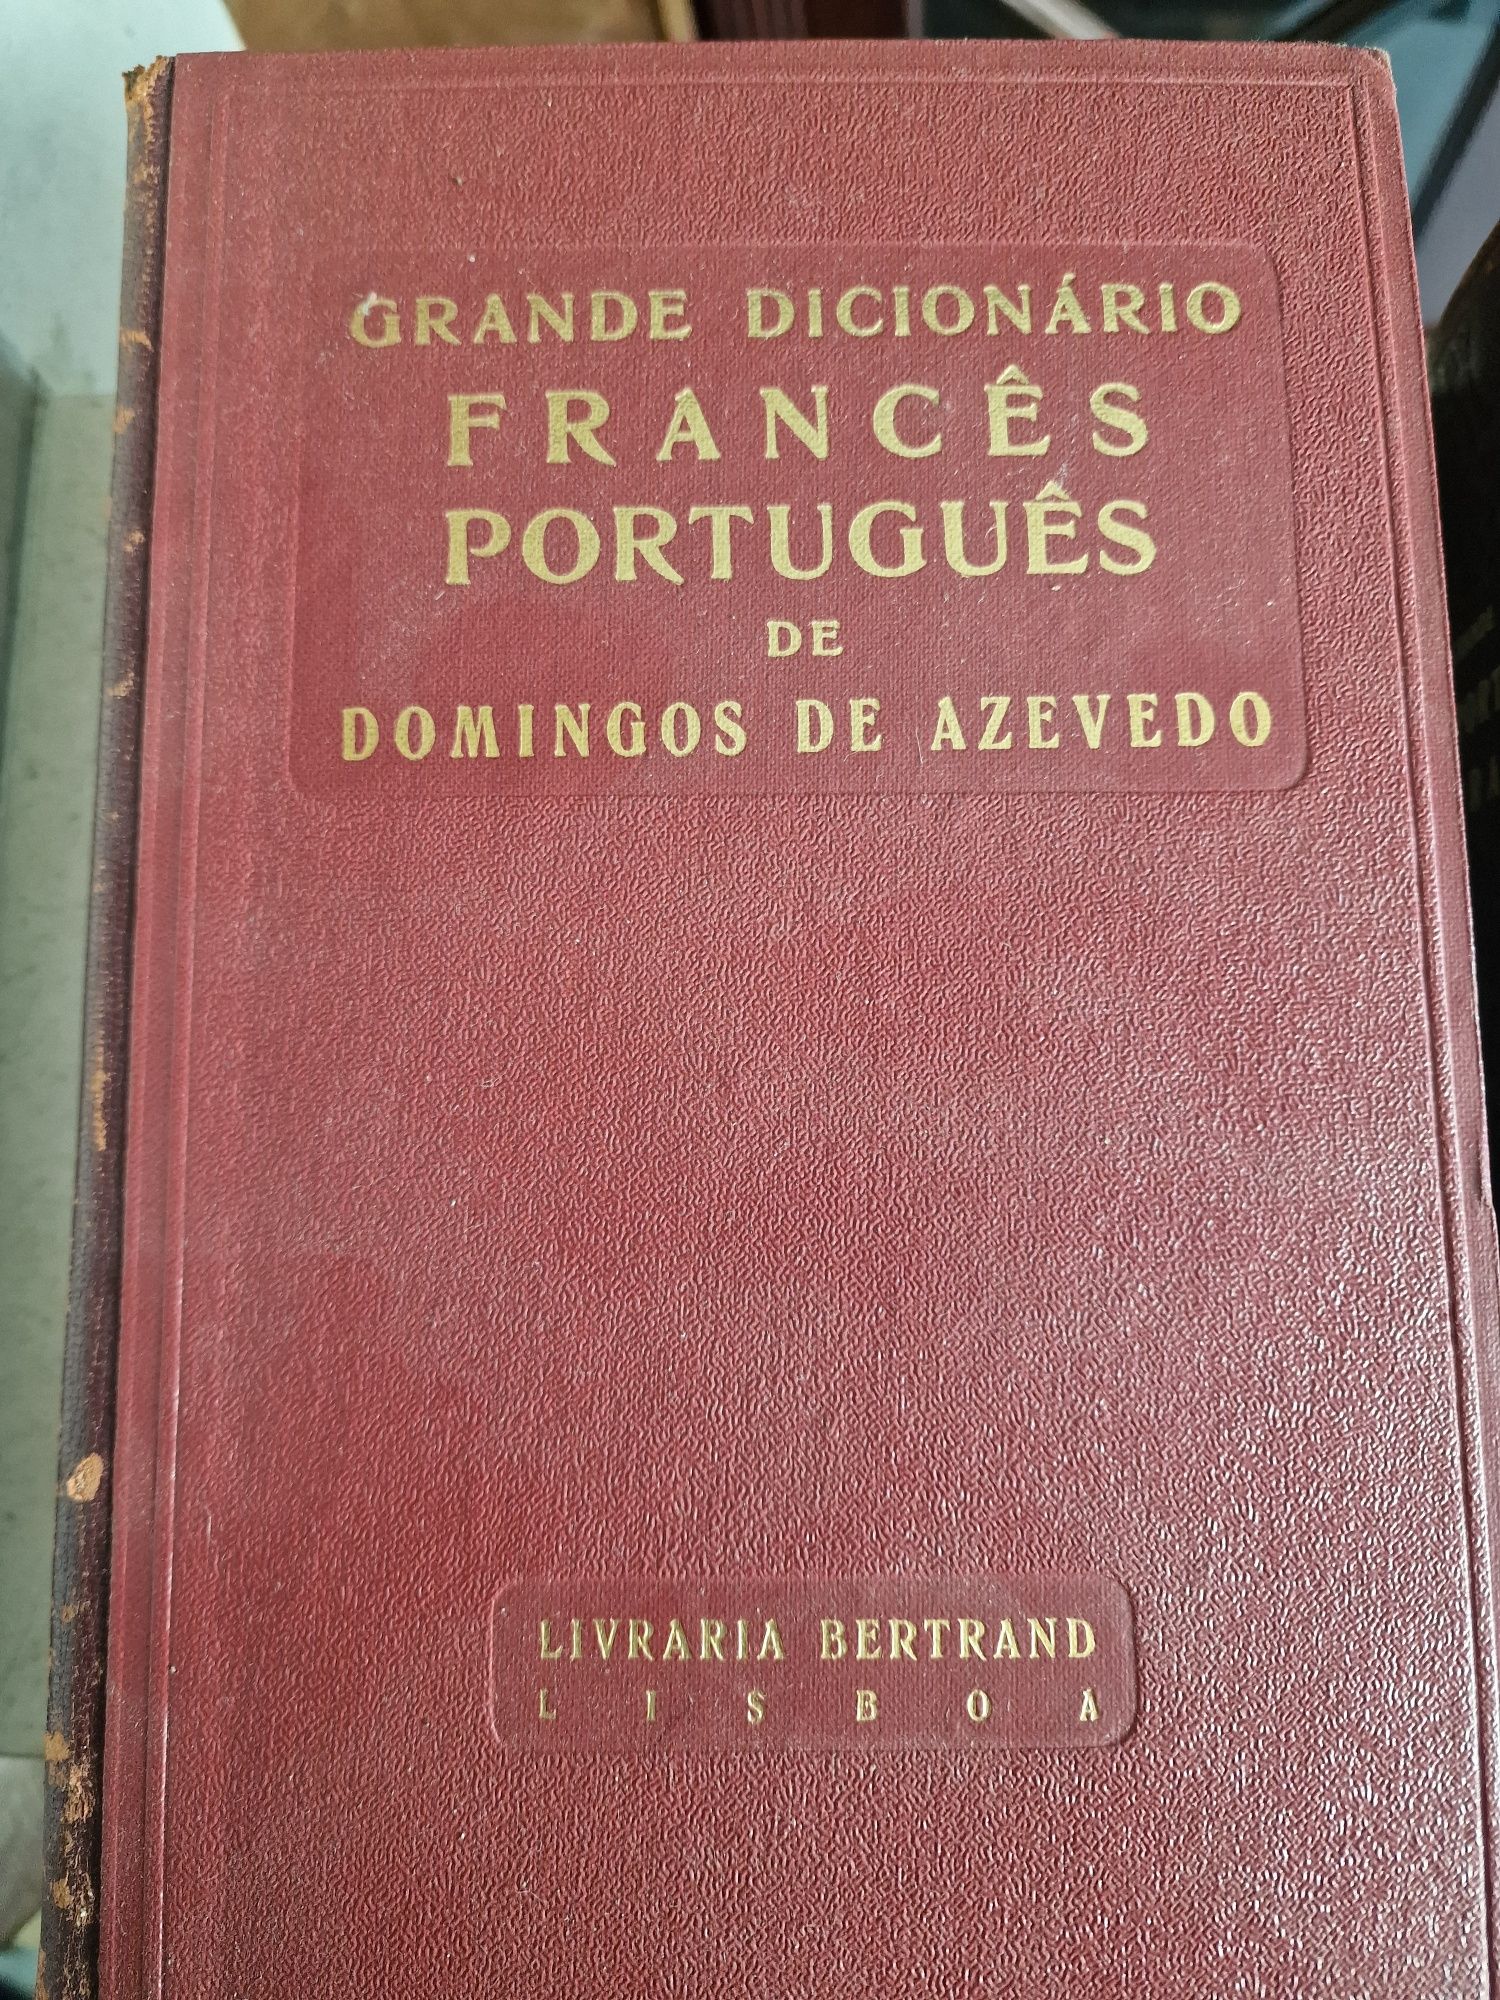 GRANDE DICIONÁRIO
FRANCÊS
PORTUGUÊS
DE
DOMINGOS DE AZEVEDO
LIVRARIA BERTRAND
LISBOA